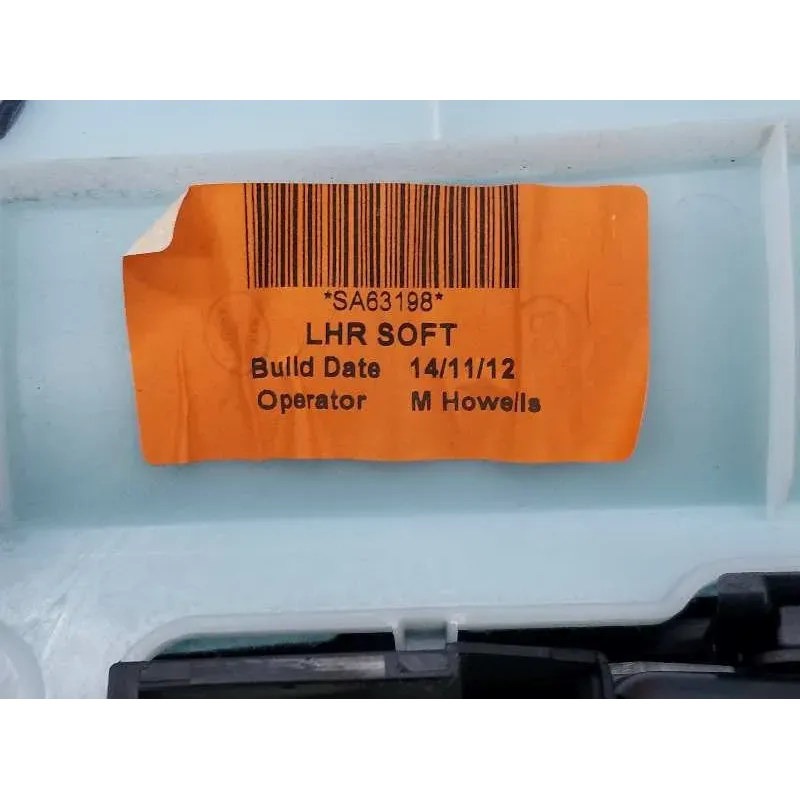 *SA63198*
LHR SOFT
Build Date 14/11/12
Operator M Howells